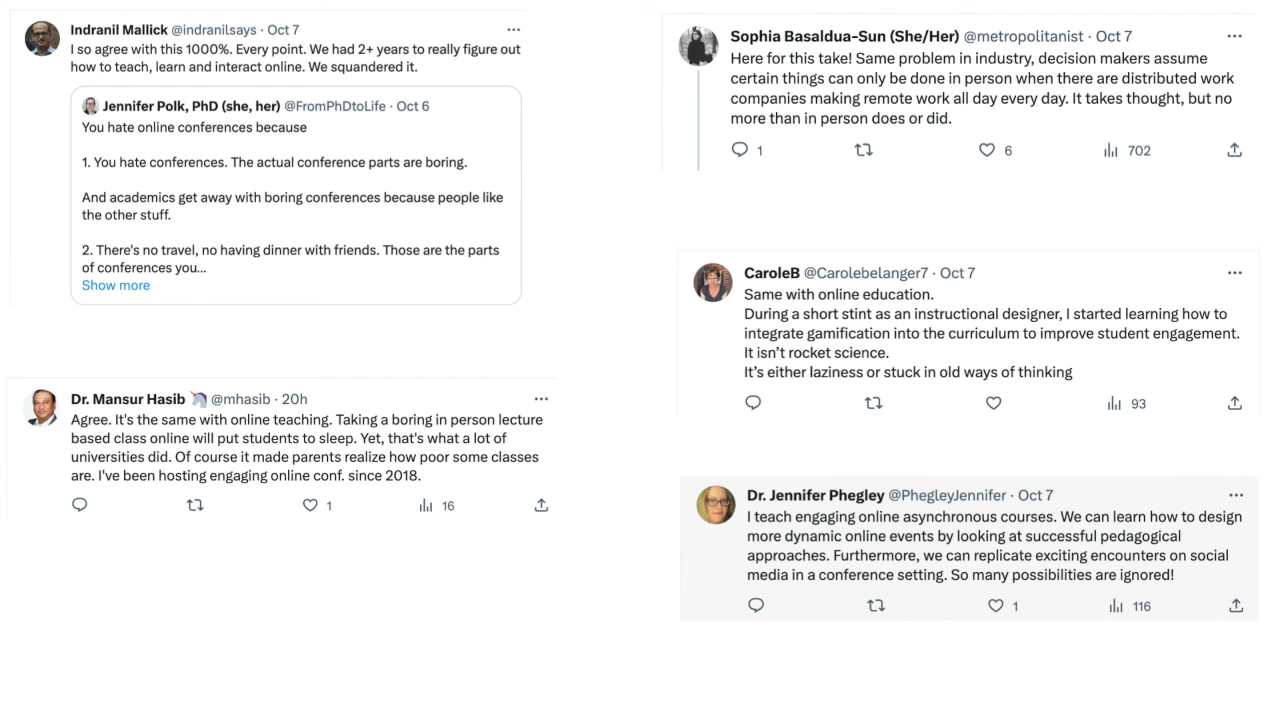 Indranil Mallick @indranilsays · Oct 7
I so agree with this 1000%. Every point. We had 2+ years to really figure out
how to teach, learn and interact online. We squandered it.
Jennifer Polk, PhD (she, her) @FromPhDtoLife · Oct 6
You hate online conferences because
1. You hate conferences. The actual conference parts are boring.
And academics get away with boring conferences because people like
the other stuff.
2. There's no travel, no having dinner with friends. Those are the parts
of conferences you...
Show more
Dr. Mansur Hasib 🦄 @mhasib · 20h
Agree. It's the same with online teaching. Taking a boring in person lecture
based class online will put students to sleep. Yet, that's what a lot of
universities did. Of course it made parents realize how poor some classes
are. I've been hosting engaging online conf. since 2018.
1 16
Sophia Basaldua-Sun (She/Her) @metropolitanist · Oct 7
Here for this take! Same problem in industry, decision makers assume
certain things can only be done in person when there are distributed work
companies making remote work all day every day. It takes thought, but no
more than in person does or did.
1 6 702
CaroleB @Carolebelanger7 · Oct 7
Same with online education.
During a short stint as an instructional designer, I started learning how to
integrate gamification into the curriculum to improve student engagement.
It isn’t rocket science.
It’s either laziness or stuck in old ways of thinking
93
Dr. Jennifer Phegley @PhegleyJennifer · Oct 7
I teach engaging online asynchronous courses. We can learn how to design
more dynamic online events by looking at successful pedagogical
approaches. Furthermore, we can replicate exciting encounters on social
media in a conference setting. So many possibilities are ignored!
1 116